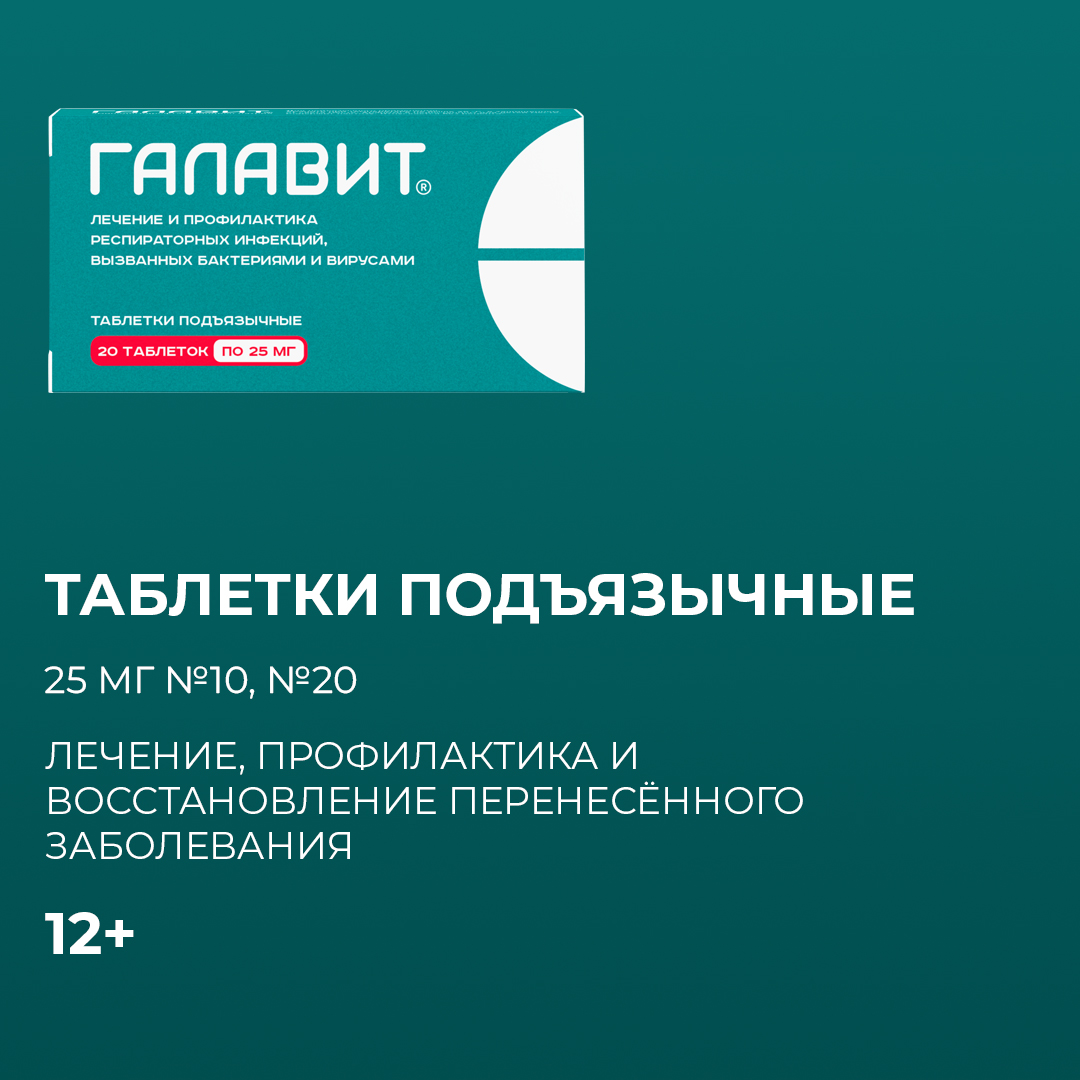 ГАЛАВИТ®
ЛЕЧЕНИЕ И ПРОФИЛАКТИКА
РЕСПИРАТОРНЫХ ИНФЕКЦИЙ,
ВЫЗВАННЫХ БАКТЕРИЯМИ И ВИРУСАМИ
ТАБЛЕТКИ ПОДЪЯЗЫЧНЫЕ
20 ТАБЛЕТОК ПО 25 МГ
ТАБЛЕТКИ ПОДЪЯЗЫЧНЫЕ
25 МГ №10, №20
ЛЕЧЕНИЕ, ПРОФИЛАКТИКА И
ВОССТАНОВЛЕНИЕ ПЕРЕНЕСЁННОГО
ЗАБОЛЕВАНИЯ
12+